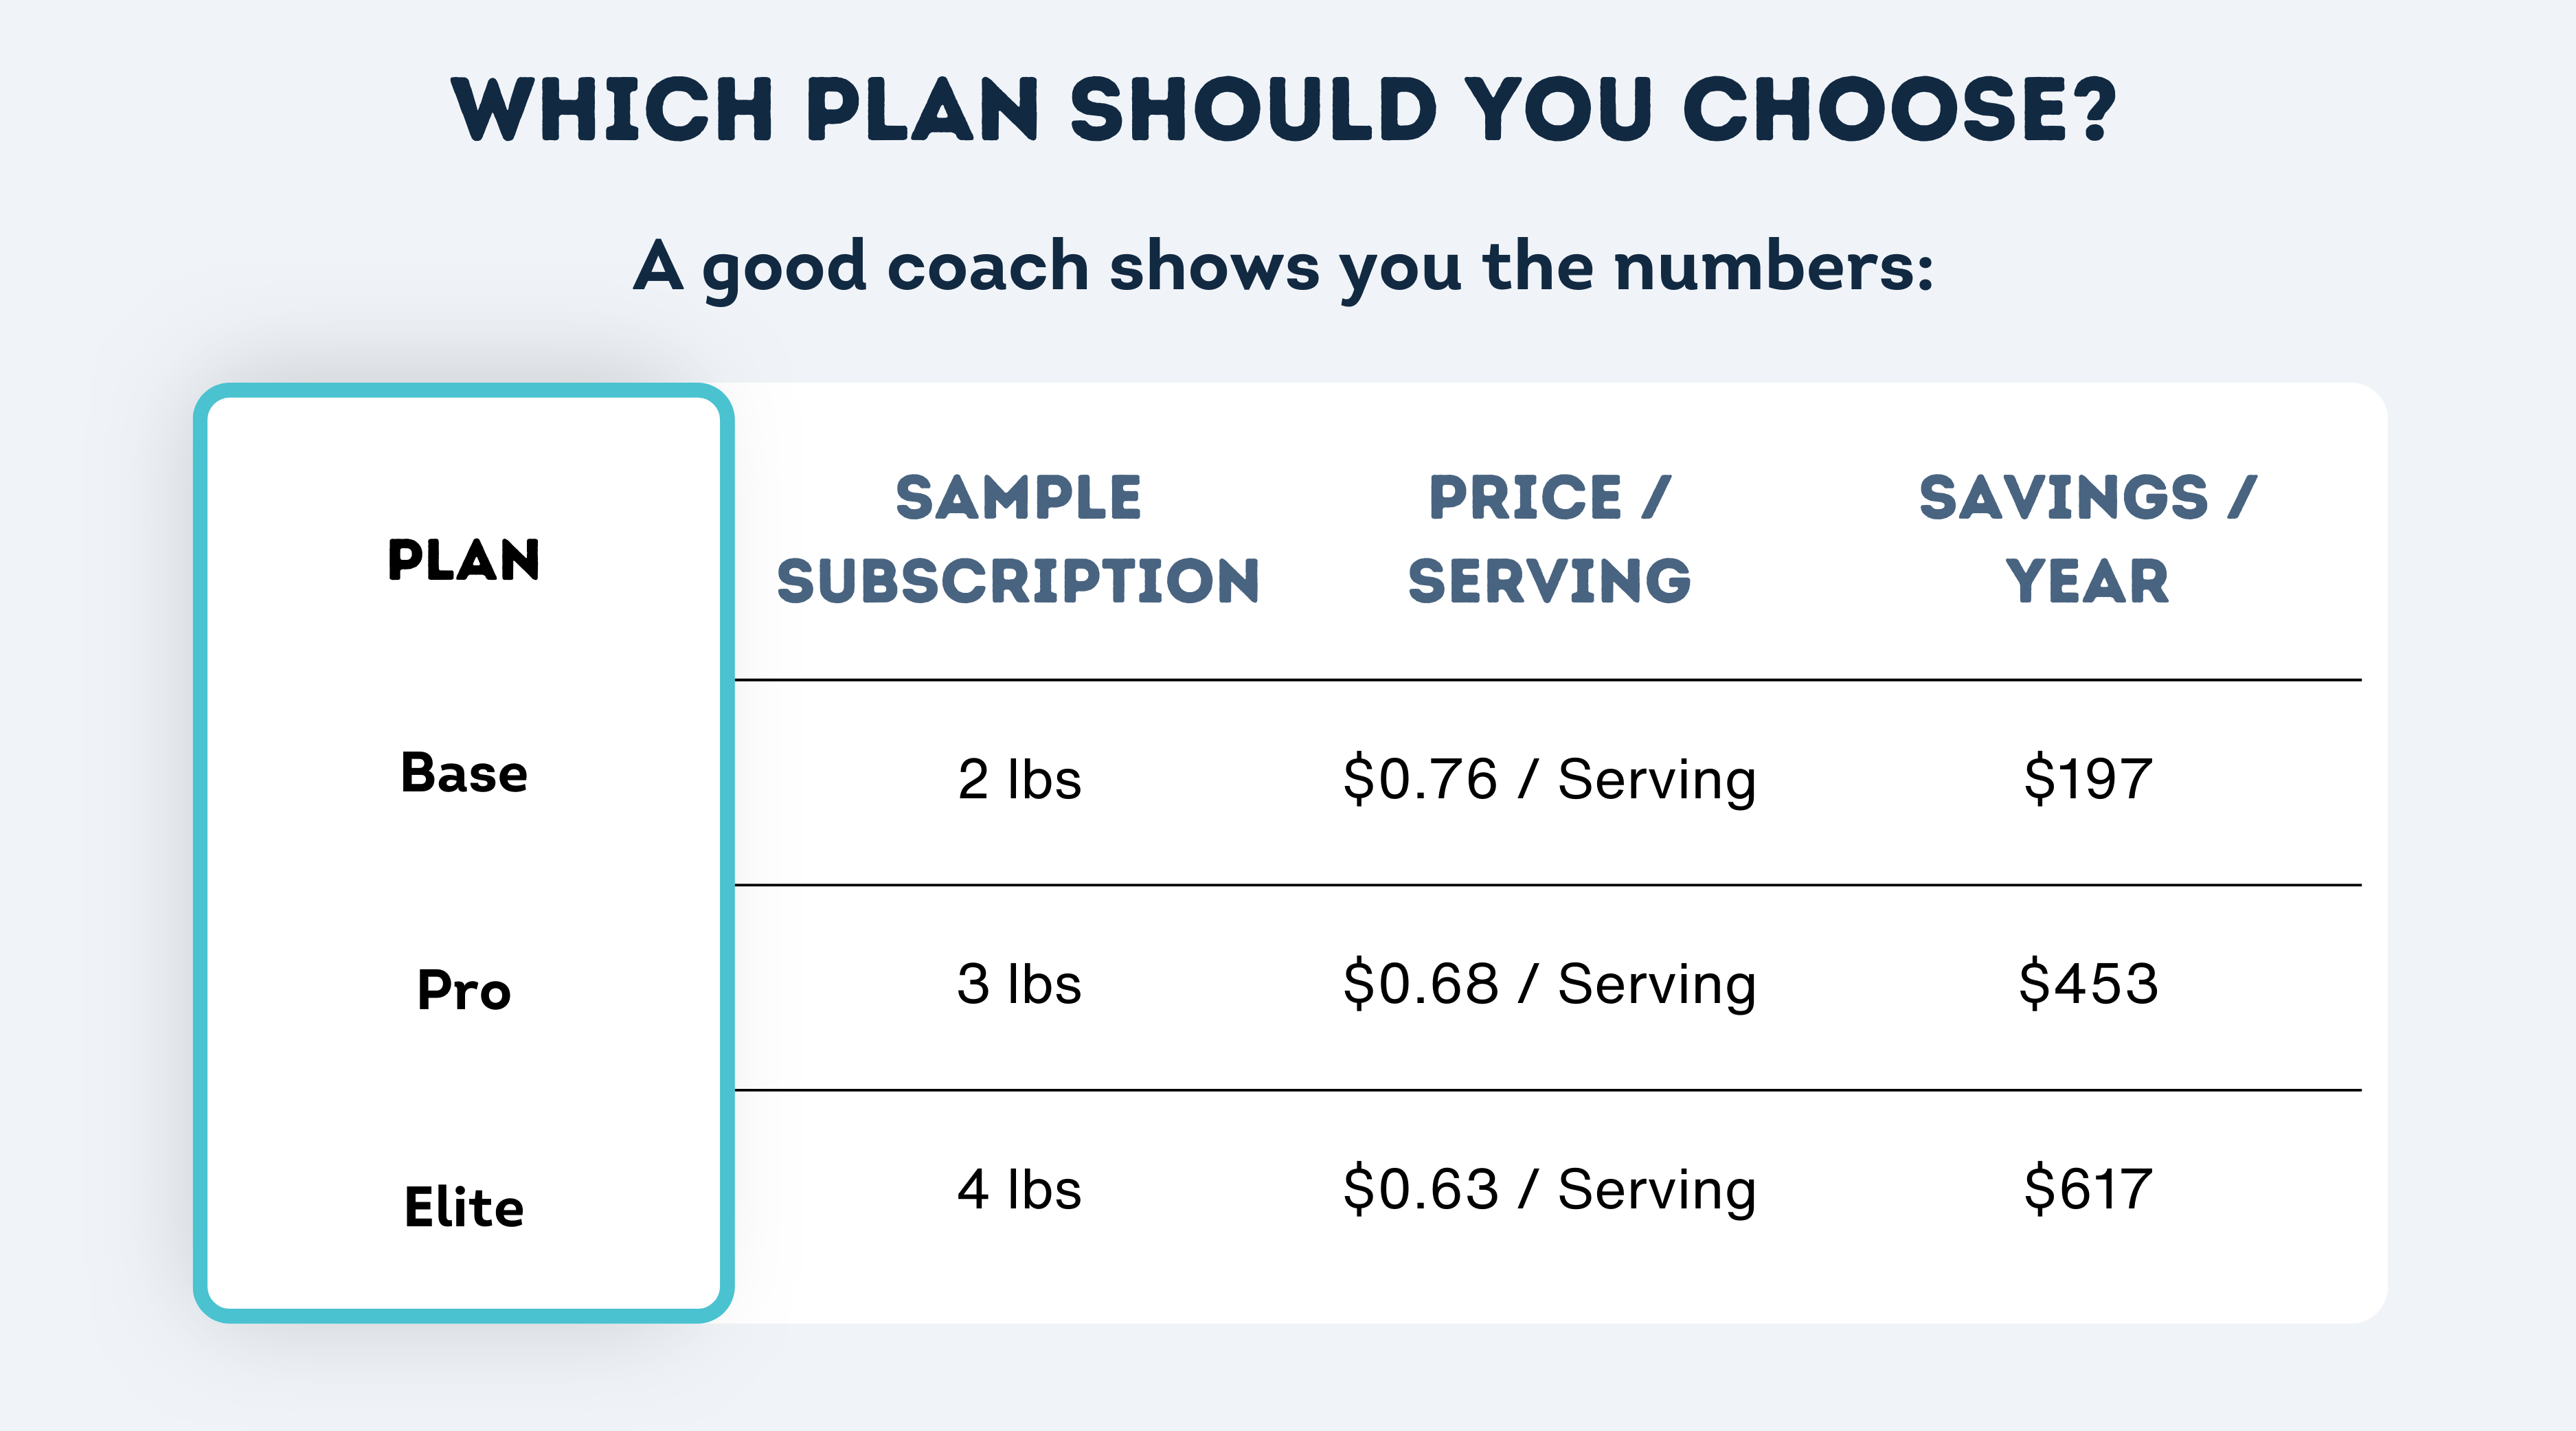 WHICH PLAN SHOULD YOU CHOOSE?
A good coach shows you the numbers:
PLAN
SAMPLE
SUBSCRIPTION
PRICE /
SERVING
SAVINGS /
YEAR
Base
2 lbs
$0.76 / Serving
$197
Pro
3 lbs
$0.68 / Serving
$453
Elite
4 lbs
$0.63 / Serving
$617